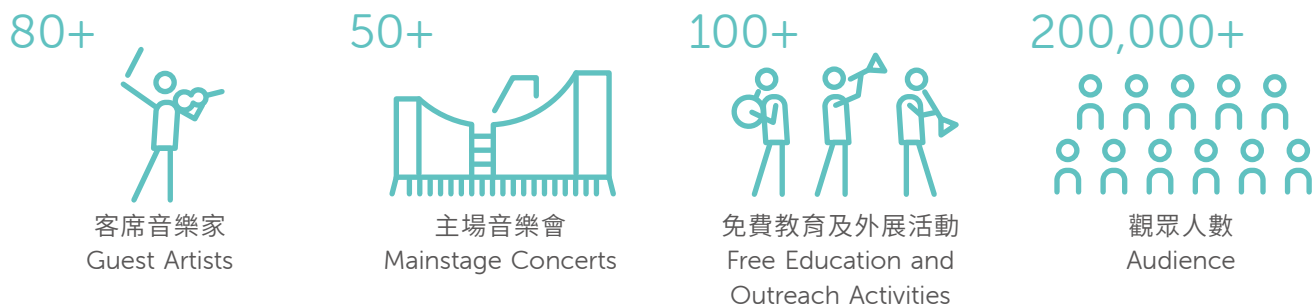 80+
客席音樂家
Guest Artists
50+
主場音樂會
Mainstage Concerts
100+
免費教育及外展活動
Free Education and
Outreach Activities
200,000+
觀眾人數
Audience